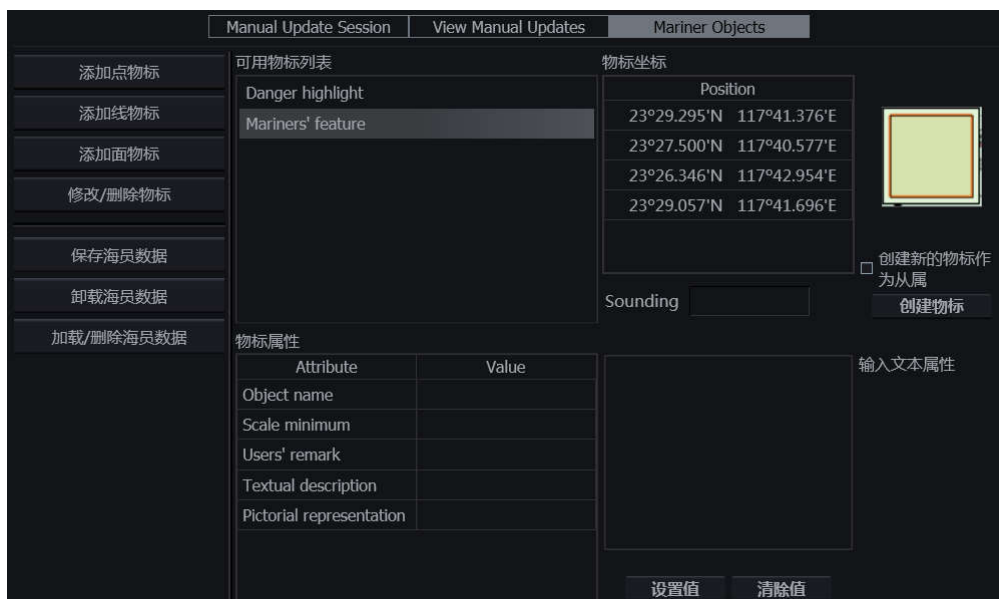 Manual Update Session View Manual Updates Mariner Objects
添加点物标
添加线物标
添加面物标
修改/删除物标
保存海员数据
卸载海员数据
加载/删除海员数据
可用物标列表
Danger highlight
Mariners' feature
物标坐标
Position
23°29.295'N 117°41.376'E
23°27.500'N 117°40.577'E
23°26.346'N 117°42.954'E
23°29.057'N 117°41.696'E
Sounding
创建新的物标作
为从属
创建物标
物标属性
Attribute Value
Object name
Scale minimum
Users' remark
Textual description
Pictorial representation
输入文本属性
设置值 清除值